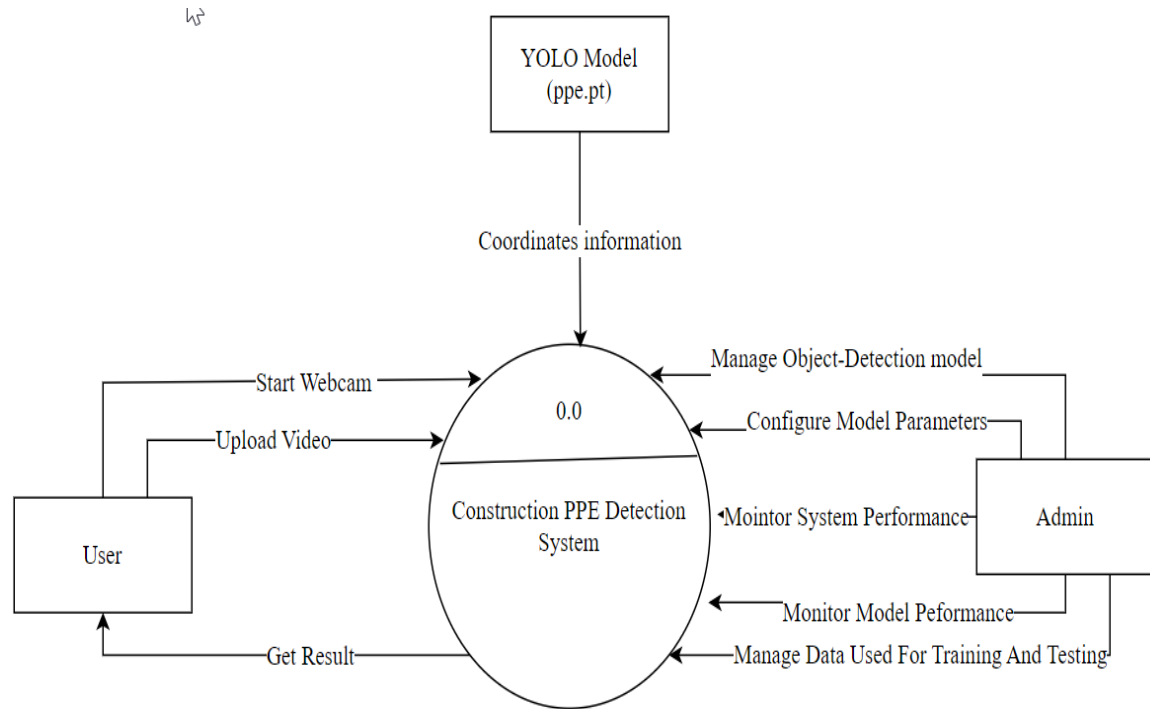 YOLO Model
(ppe.pt)
Coordinates information
Manage Object-Detection model
Start Webcam
0.0
Configure Model Parameters
Upload Video
Construction PPE Detection
System
Mointor System Performance
Admin
User
Monitor Model Peformance
Get Result
Manage Data Used For Training And Testing